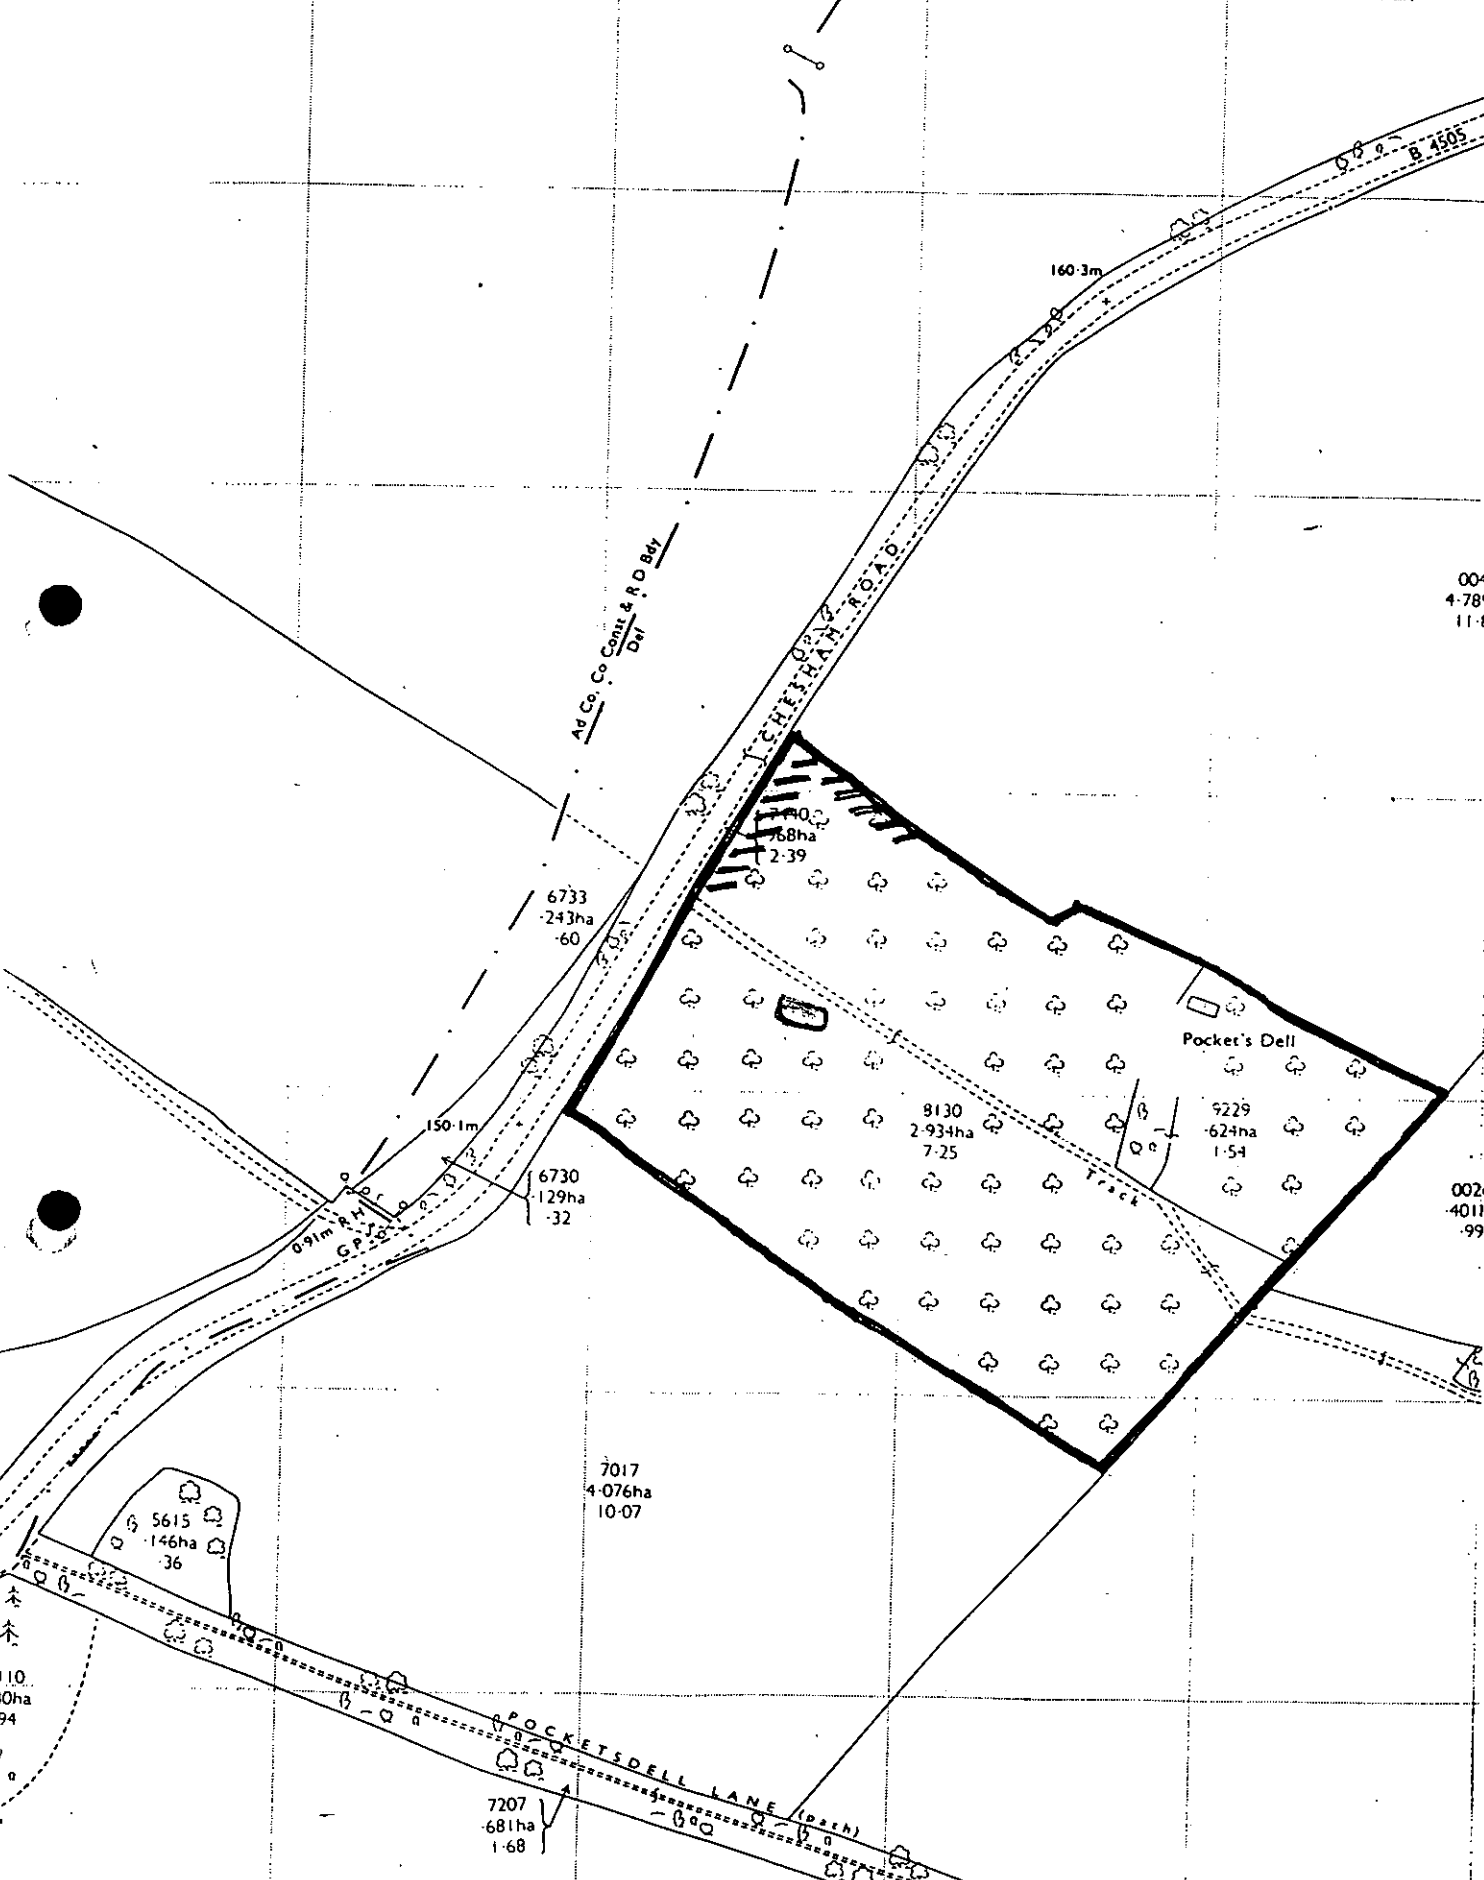 B 4505
160·3m
CHESHAM ROAD
Ad Co, Co Const & R D Bdy
Def
2·39
6733
·243ha
·60
Pocket's Dell
8130
2·934ha
7·25
9229
·624ha
1·54
Track
150·1m
6730
·129ha
·32
0·91m RH
GP
7017
4·076ha
10·07
5615
·146ha
·36
POCKETSDELL LANE (path)
7207
·681ha
1·68